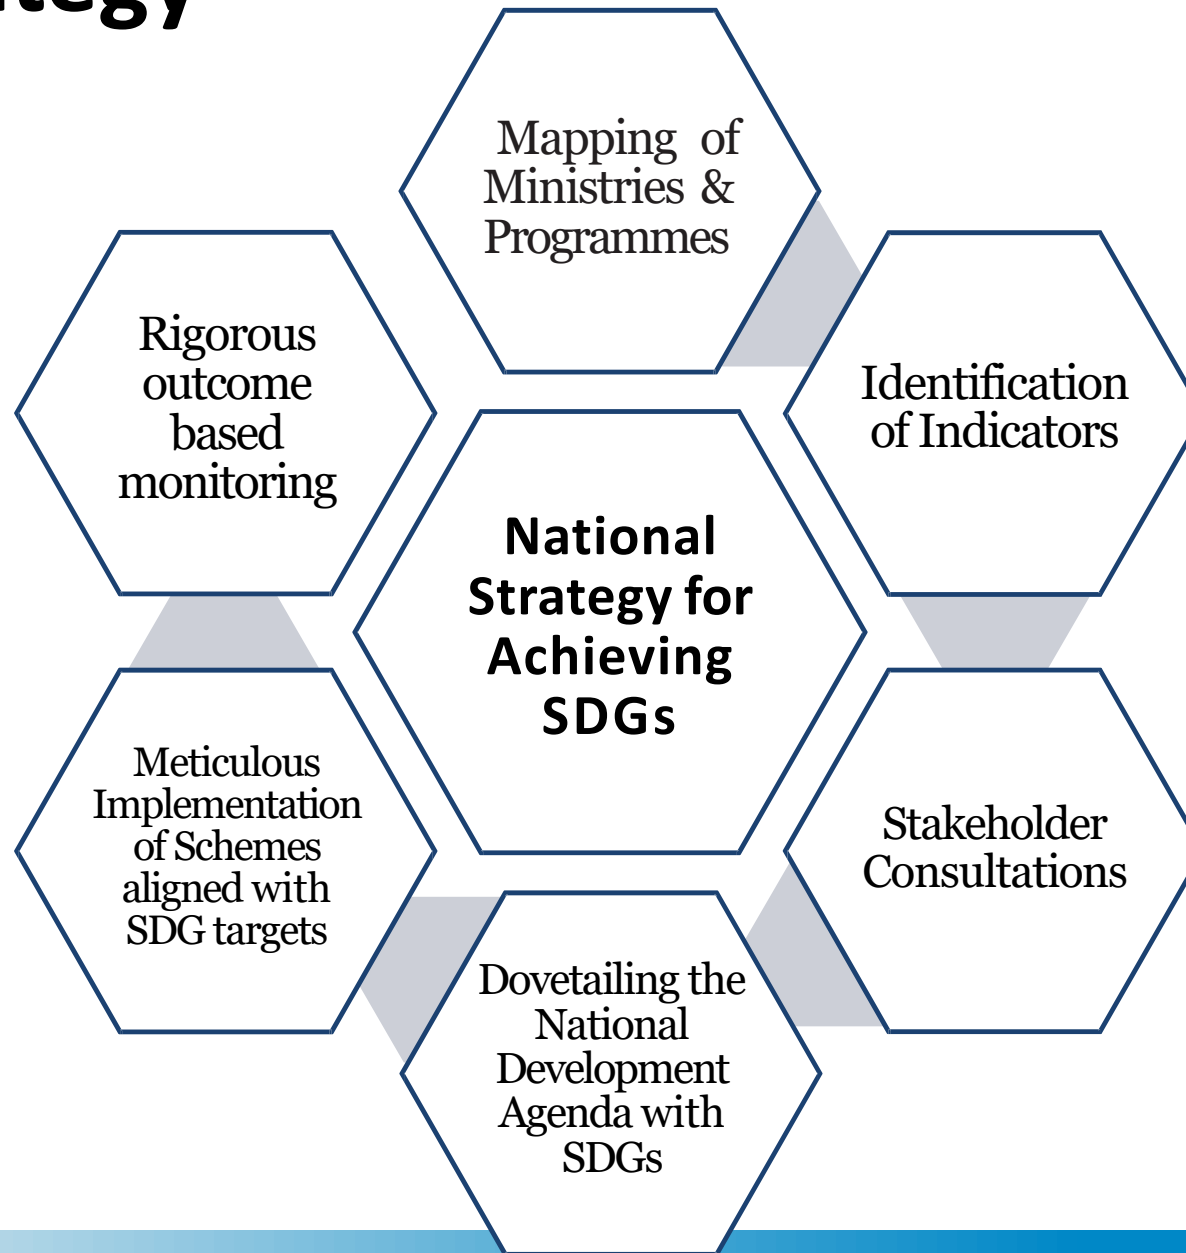 tegy
Mapping of
Ministries &
Programmes
Identification
of Indicators
Stakeholder
Consultations
Dovetailing the
National
Development
Agenda with
SDGs
Meticulous
Implementation
of Schemes
aligned with
SDG targets
Rigorous
outcome
based
monitoring
National
Strategy for
Achieving
SDGs